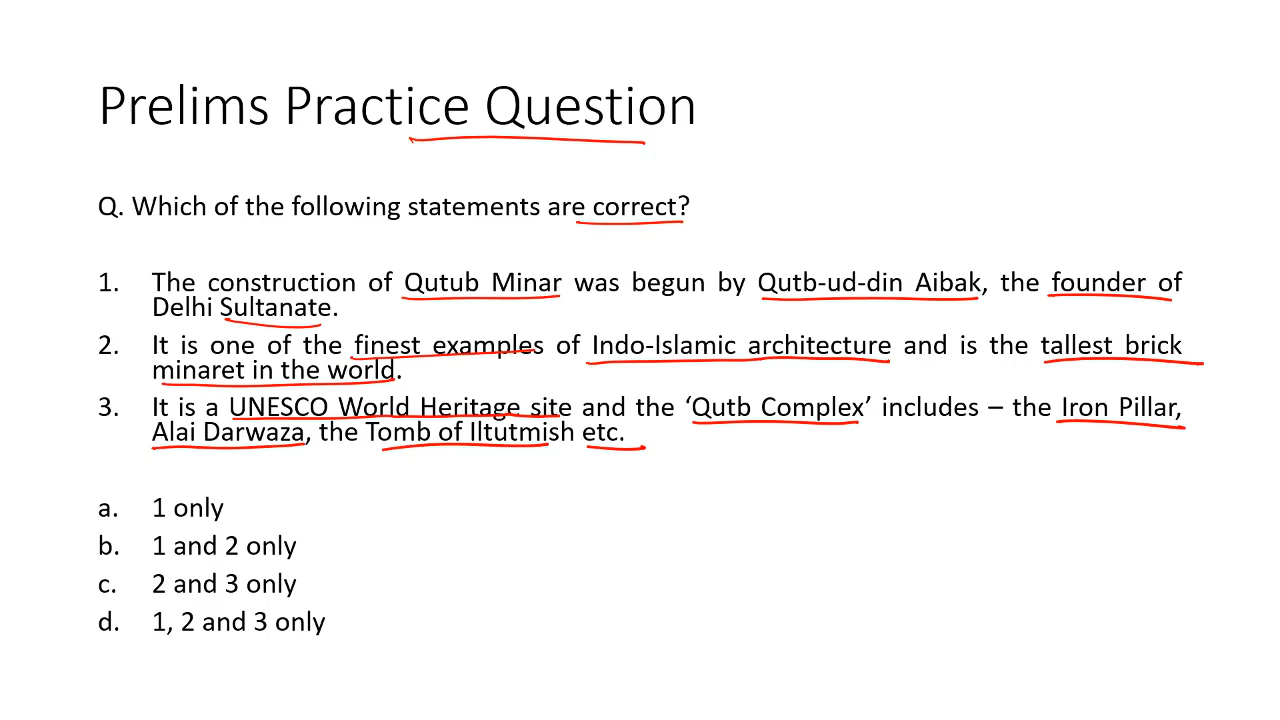 Prelims Practice Question
Q. Which of the following statements are correct?
1. The construction of Qutub Minar was begun by Qutb-ud-din Aibak, the founder of
Delhi Sultanate.
2. It is one of the finest examples of Indo-Islamic architecture and is the tallest brick
minaret in the world.
3. It is a UNESCO World Heritage site and the ‘Qutb Complex’ includes – the Iron Pillar,
Alai Darwaza, the Tomb of Iltutmish etc.
a. 1 only
b. 1 and 2 only
c. 2 and 3 only
d. 1, 2 and 3 only